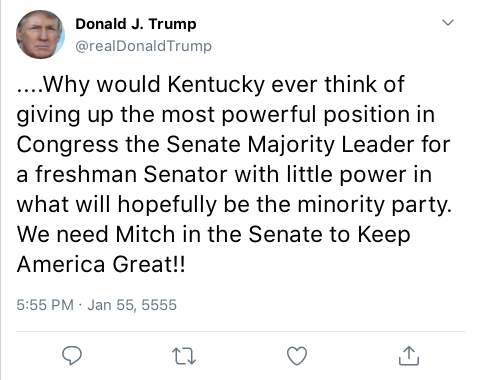 Donald J. Trump
@realDonaldTrump
....Why would Kentucky ever think of
giving up the most powerful position in
Congress the Senate Majority Leader for
a freshman Senator with little power in
what will hopefully be the minority party.
We need Mitch in the Senate to Keep
America Great!!
5:55 PM · Jan 55, 5555